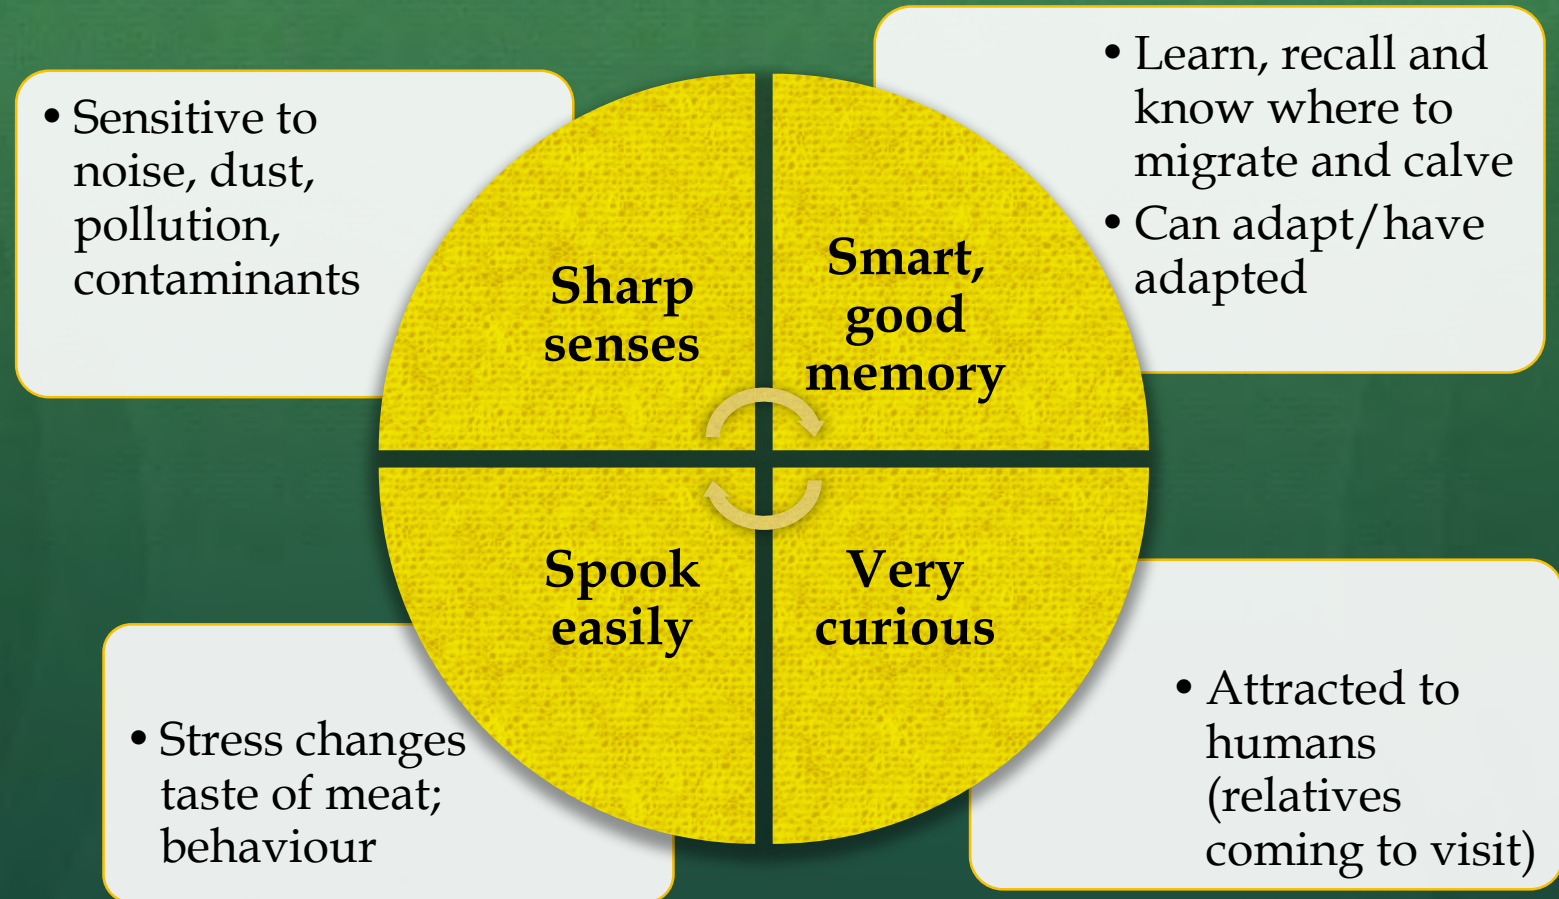 • Sensitive to
noise, dust,
pollution,
contaminants
Sharp
senses
Smart,
good
memory
• Learn, recall and
know where to
migrate and calve
• Can adapt/have
adapted
Spook
easily
• Stress changes
taste of meat;
behaviour
Very
curious
• Attracted to
humans
(relatives
coming to visit)